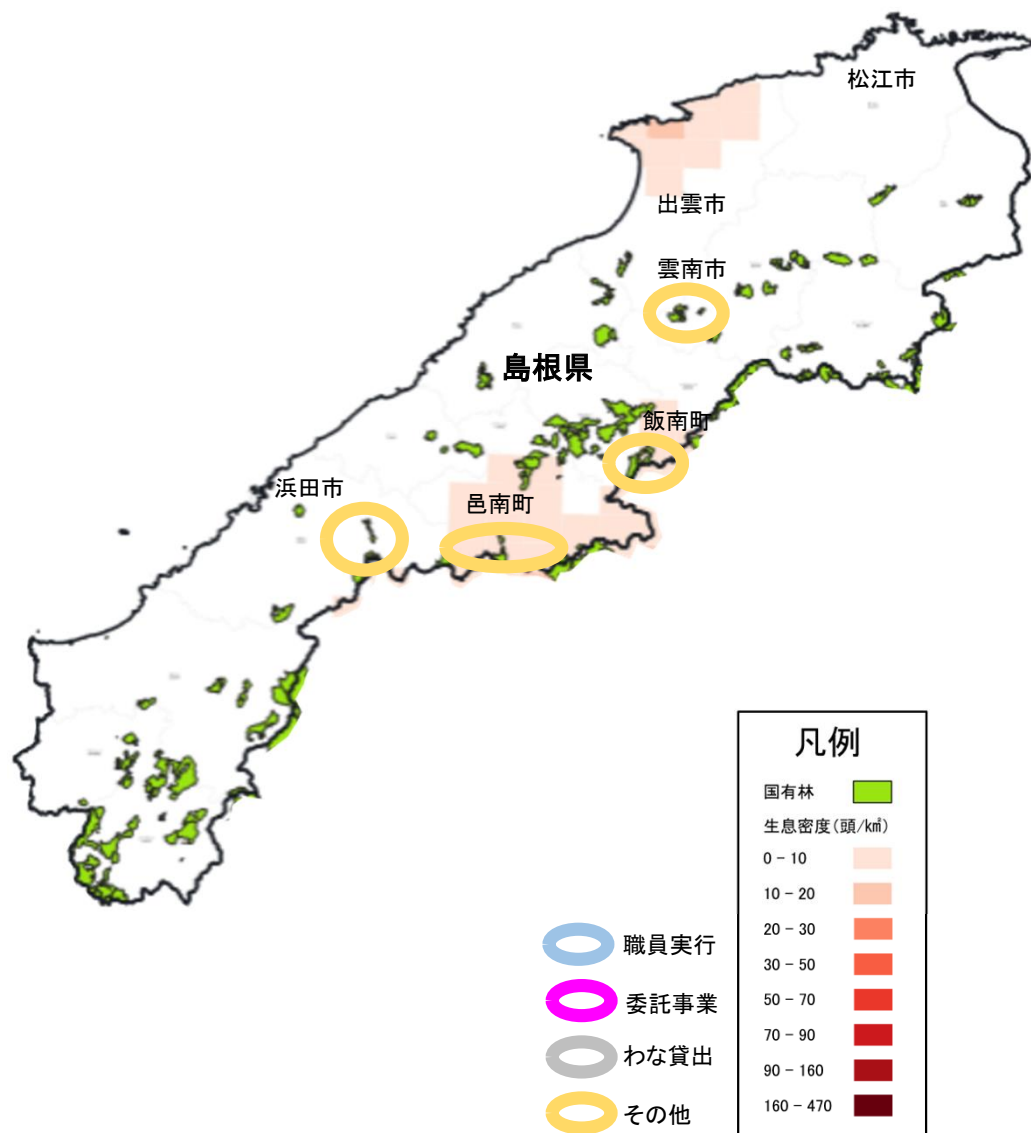 松江市
出雲市
雲南市
島根県
飯南町
浜田市
邑南町
凡例
国有林
生息密度(頭/㎢)
0 - 10
10 - 20
20 - 30
30 - 50
50 - 70
70 - 90
90 - 160
160 - 470
職員実行
委託事業
わな貸出
その他